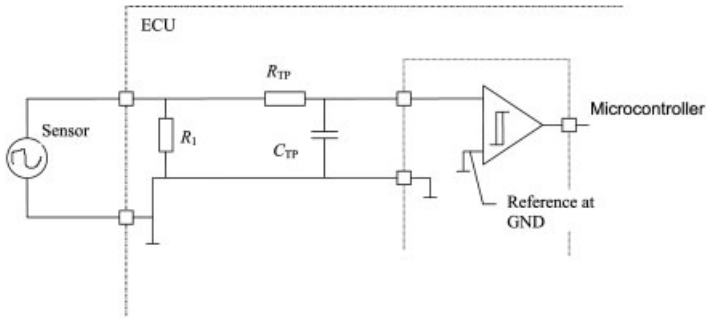 ECU
R_TP
Microcontroller
Sensor
R_1
C_TP
Reference at
GND